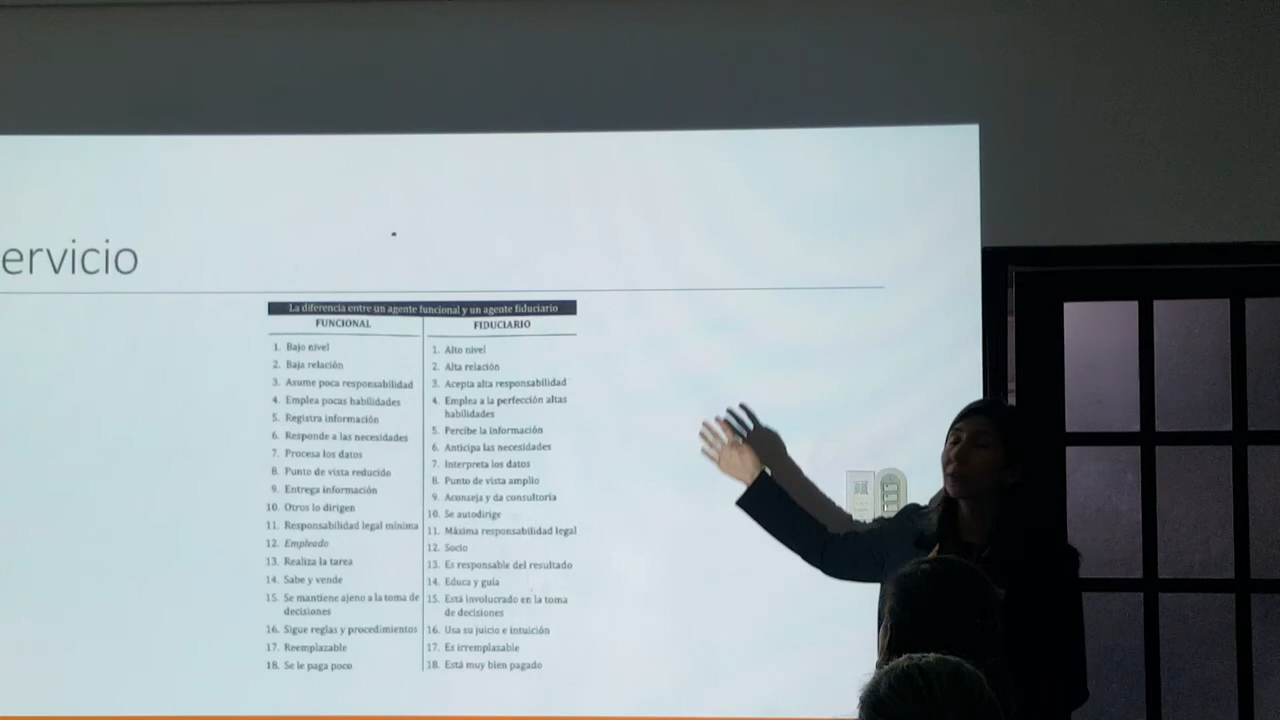 ervicio
La diferencia entre un agente funcional y un agente fiduciario
FUNCIONAL
1. Bajo nivel
2. Baja relación
3. Asume poca responsabilidad
4. Emplea pocas habilidades
5. Registra información
6. Responde a las necesidades
7. Procesa los datos
8. Punto de vista reducido
9. Entrega información
10. Otros lo dirigen
11. Responsabilidad legal mínima
12. Empleado
13. Realiza la tarea
14. Sabe y vende
15. Se mantiene ajeno a la toma de
decisiones
16. Sigue reglas y procedimientos
17. Reemplazable
18. Se le paga poco
FIDUCIARIO
1. Alto nivel
2. Alta relación
3. Acepta alta responsabilidad
4. Emplea a la perfección altas
habilidades
5. Percibe la información
6. Anticipa las necesidades
7. Interpreta los datos
8. Punto de vista amplio
9. Aconseja y da consultoría
10. Se autodirige
11. Máxima responsabilidad legal
12. Socio
13. Es responsable del resultado
14. Educa y guía
15. Está involucrado en la toma
de decisiones
16. Usa su juicio e intuición
17. Es irremplazable
18. Está muy bien pagado